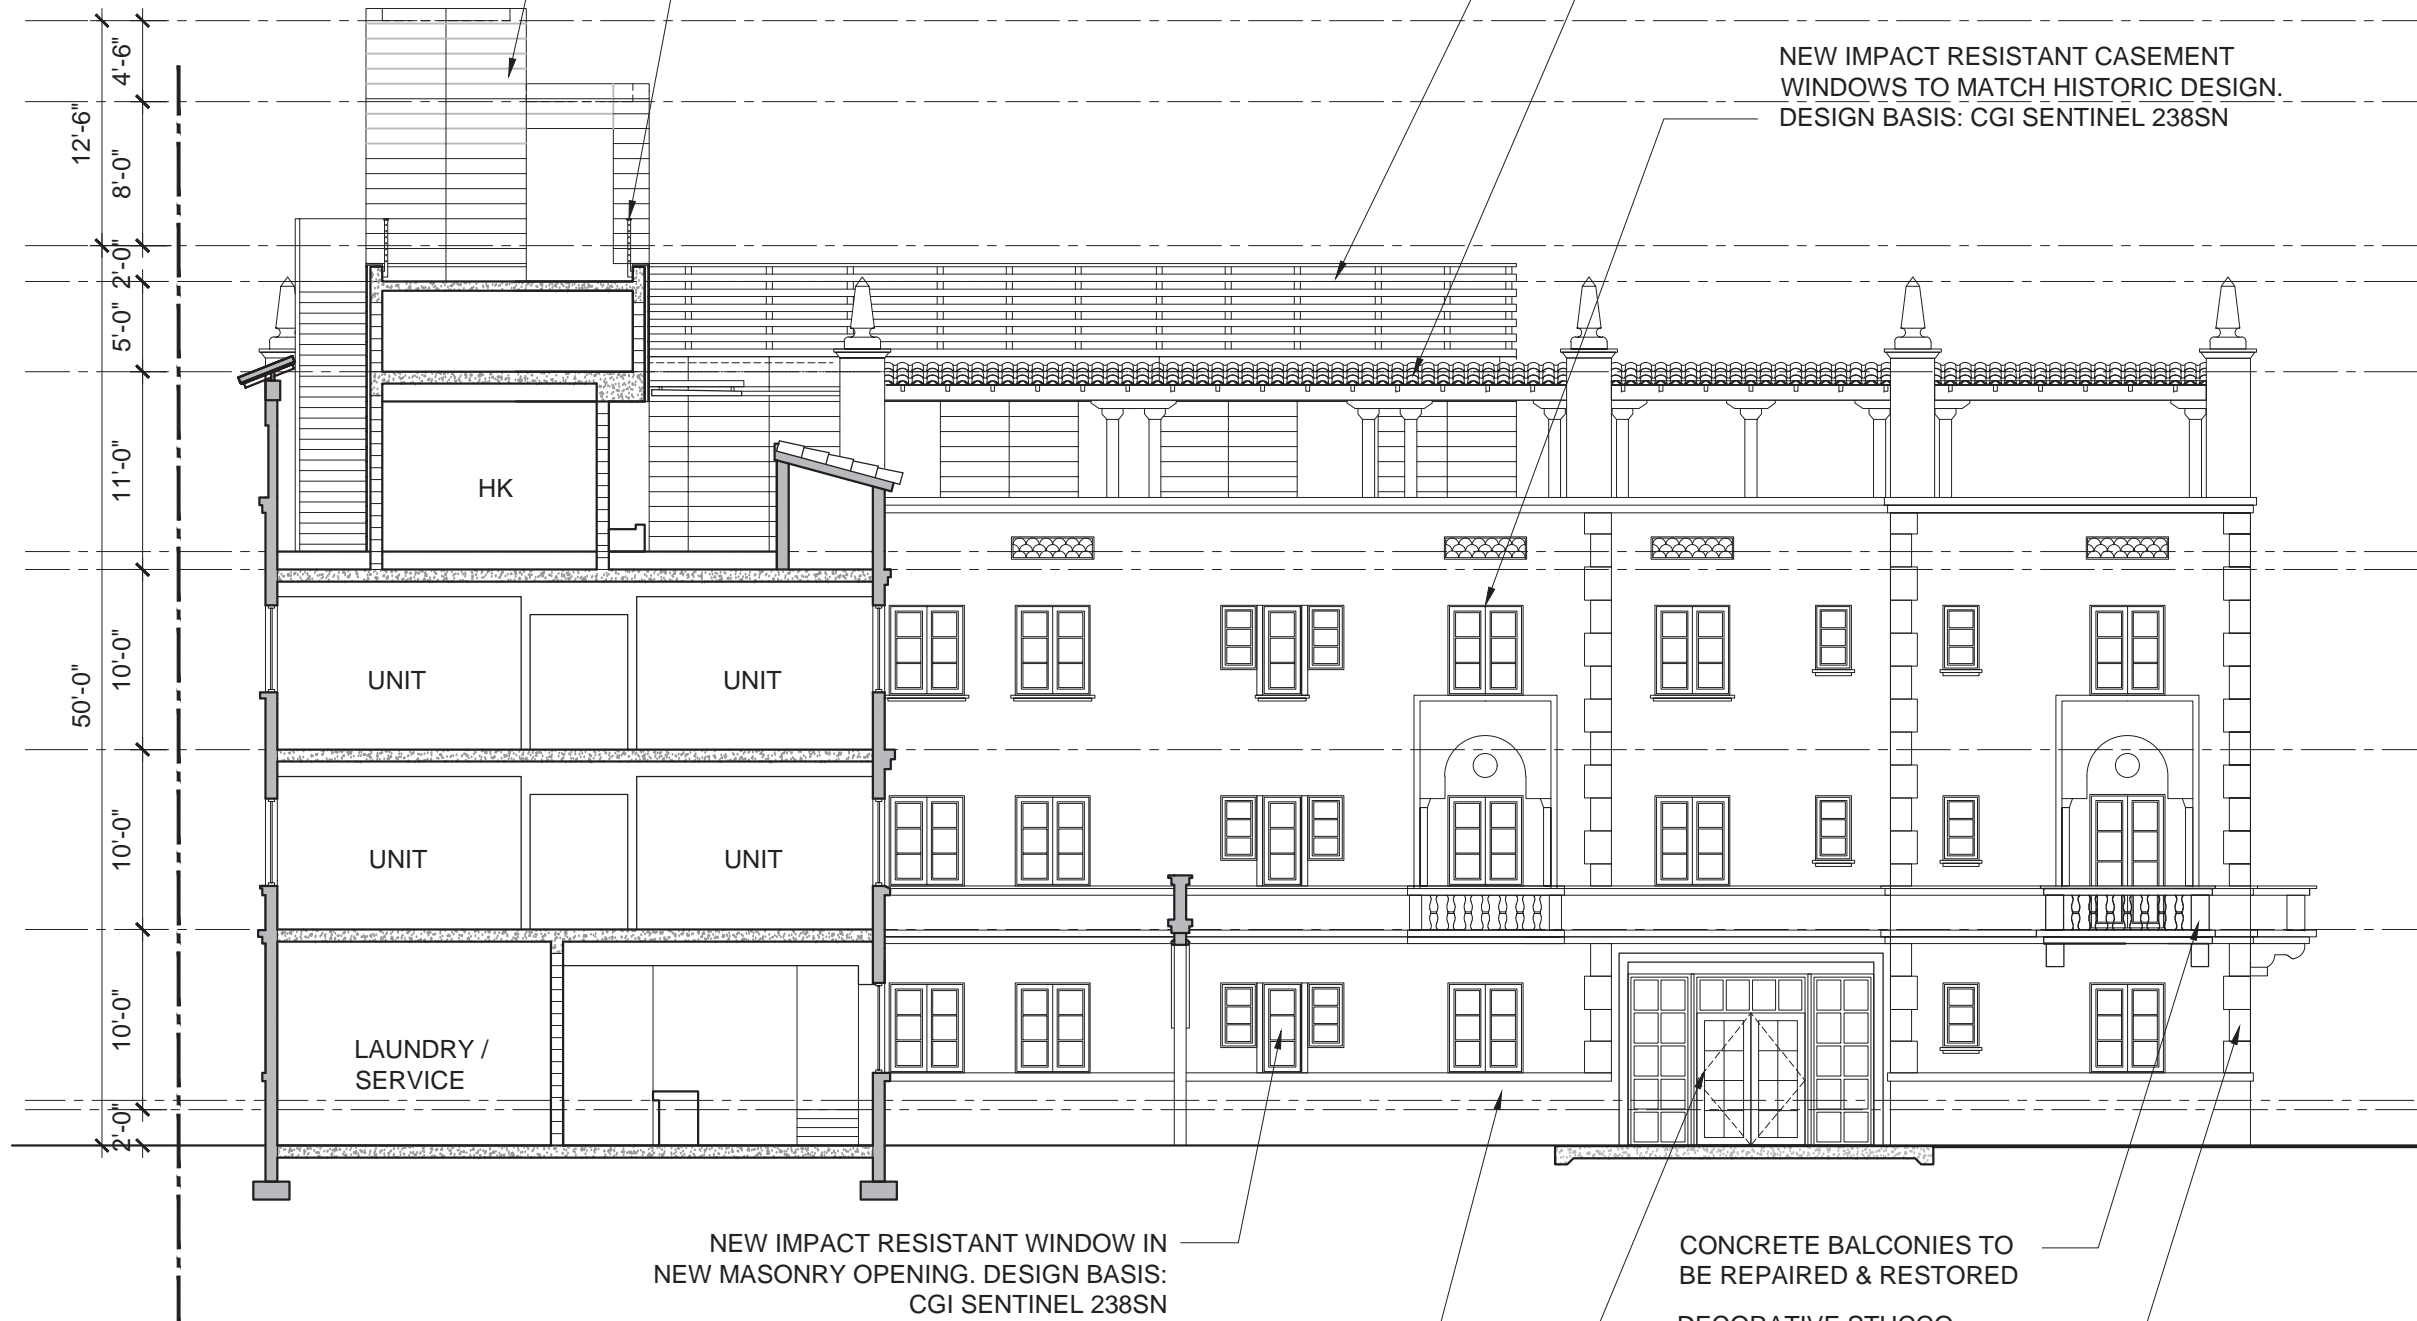 NEW IMPACT RESISTANT CASEMENT
WINDOWS TO MATCH HISTORIC DESIGN.
DESIGN BASIS: CGI SENTINEL 238SN
4'-6"
12'-6"
8'-0"
2'-0"
5'-0"
11'-0"
HK
10'-0"
UNIT
UNIT
50'-0"
10'-0"
UNIT
UNIT
10'-0"
LAUNDRY /
SERVICE
2'-0"
NEW IMPACT RESISTANT WINDOW IN
NEW MASONRY OPENING. DESIGN BASIS:
CGI SENTINEL 238SN
CONCRETE BALCONIES TO
BE REPAIRED & RESTORED
DECORATIVE STUCCO